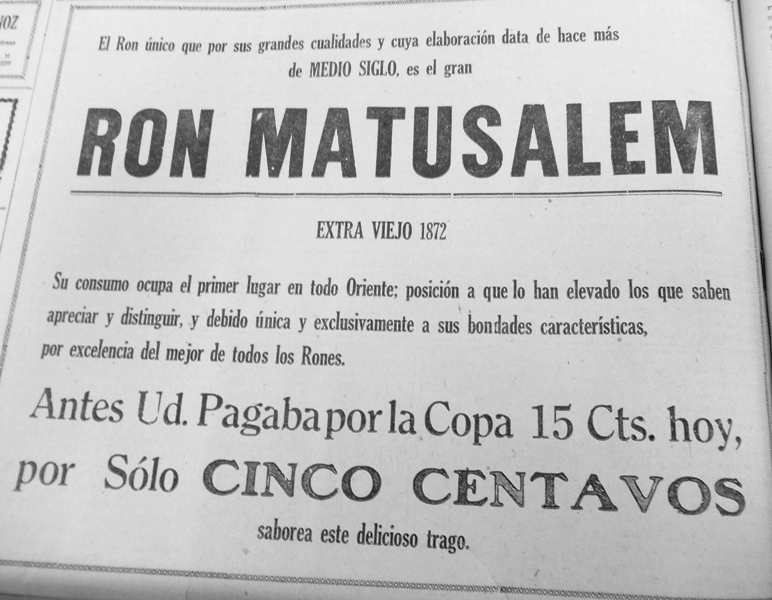 El Ron único que por sus grandes cualidades y cuya elaboración data de hace más
de MEDIO SIGLO, es el gran
RON MATUSALEM
EXTRA VIEJO 1872
Su consumo ocupa el primer lugar en todo Oriente; posición a que lo han elevado los que saben
apreciar y distinguir, y debido única y exclusivamente a sus bondades características,
por excelencia del mejor de todos los Rones.
Antes Ud. Pagaba por la Copa 15 Cts. hoy,
por Sólo CINCO CENTAVOS
saborea este delicioso trago.